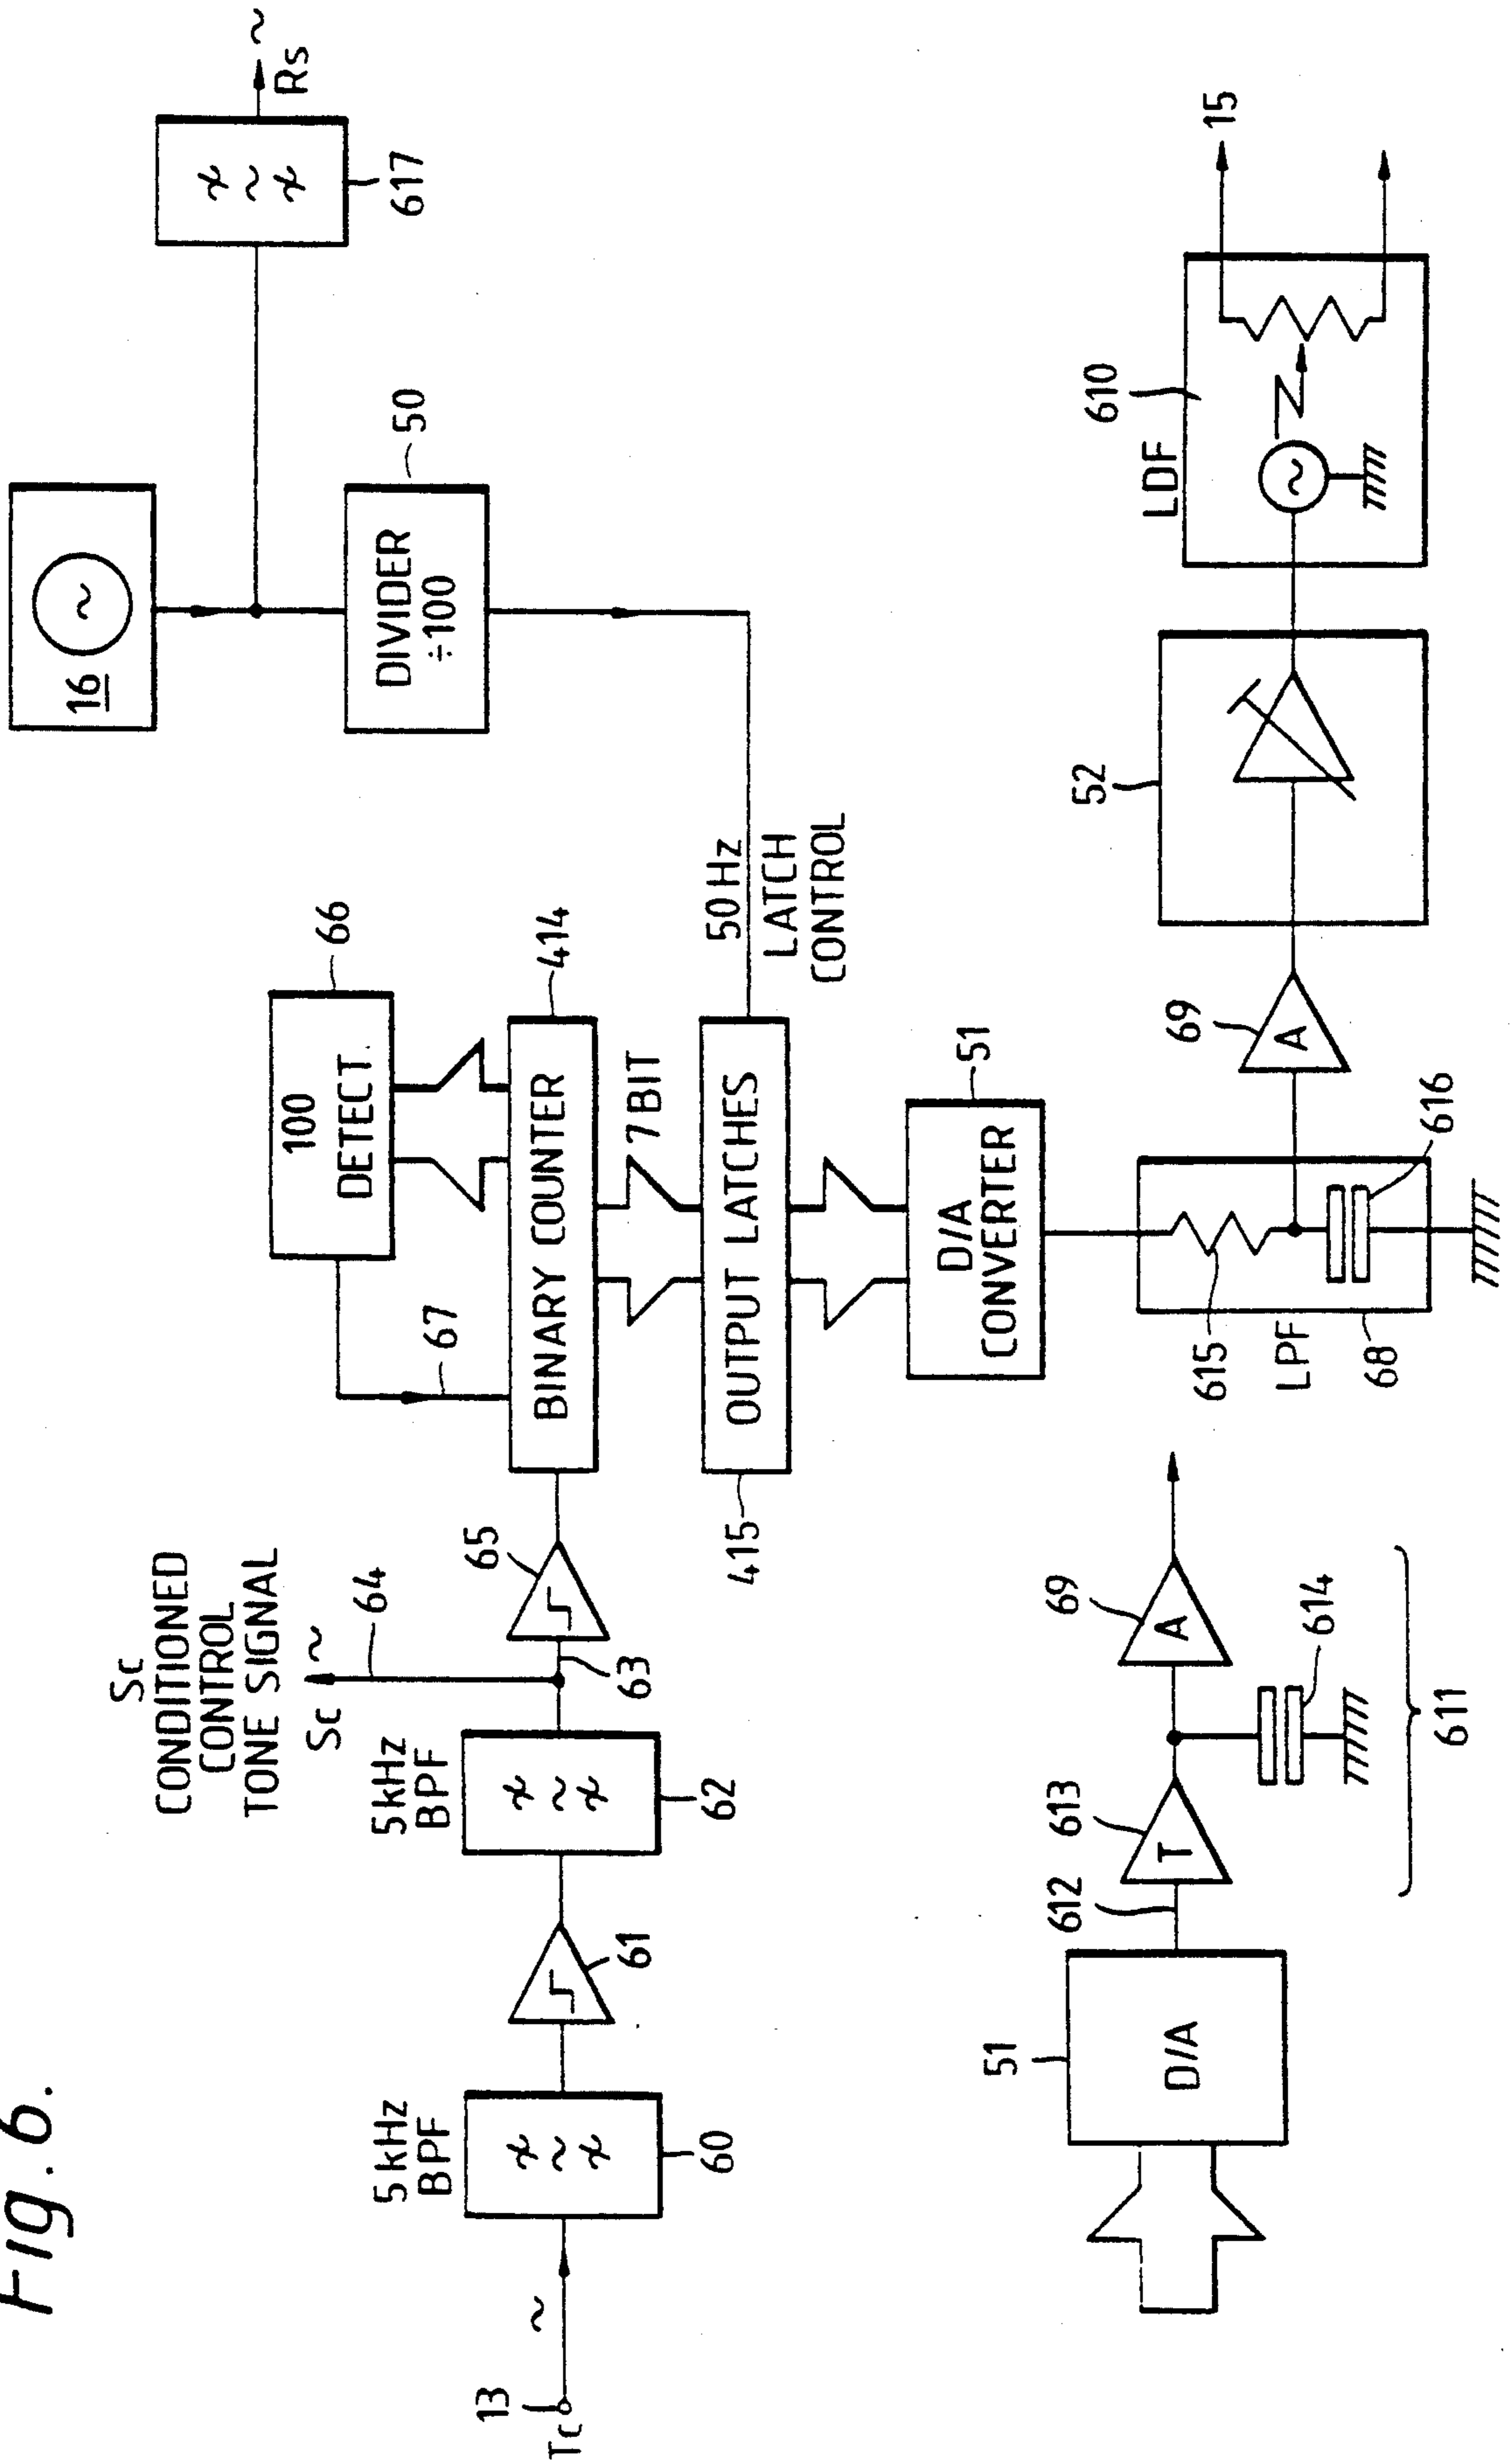 Fig. 6.
16
Rs
617
DIVIDER
÷100
50
66
100
DETECT.
67
414
BINARY COUNTER
7 BIT
50Hz
LATCH
CONTROL
OUTPUT LATCHES
415
Sc
CONDITIONED
CONTROL
TONE SIGNAL
Sc
64
5kHz
BPF
60
61
5kHz
BPF
62
63
65
13
Tc
51
D/A
CONVERTER
615
LPF
68
616
69
A
52
LDF
610
15
51
D/A
612
613
T
69
A
614
611